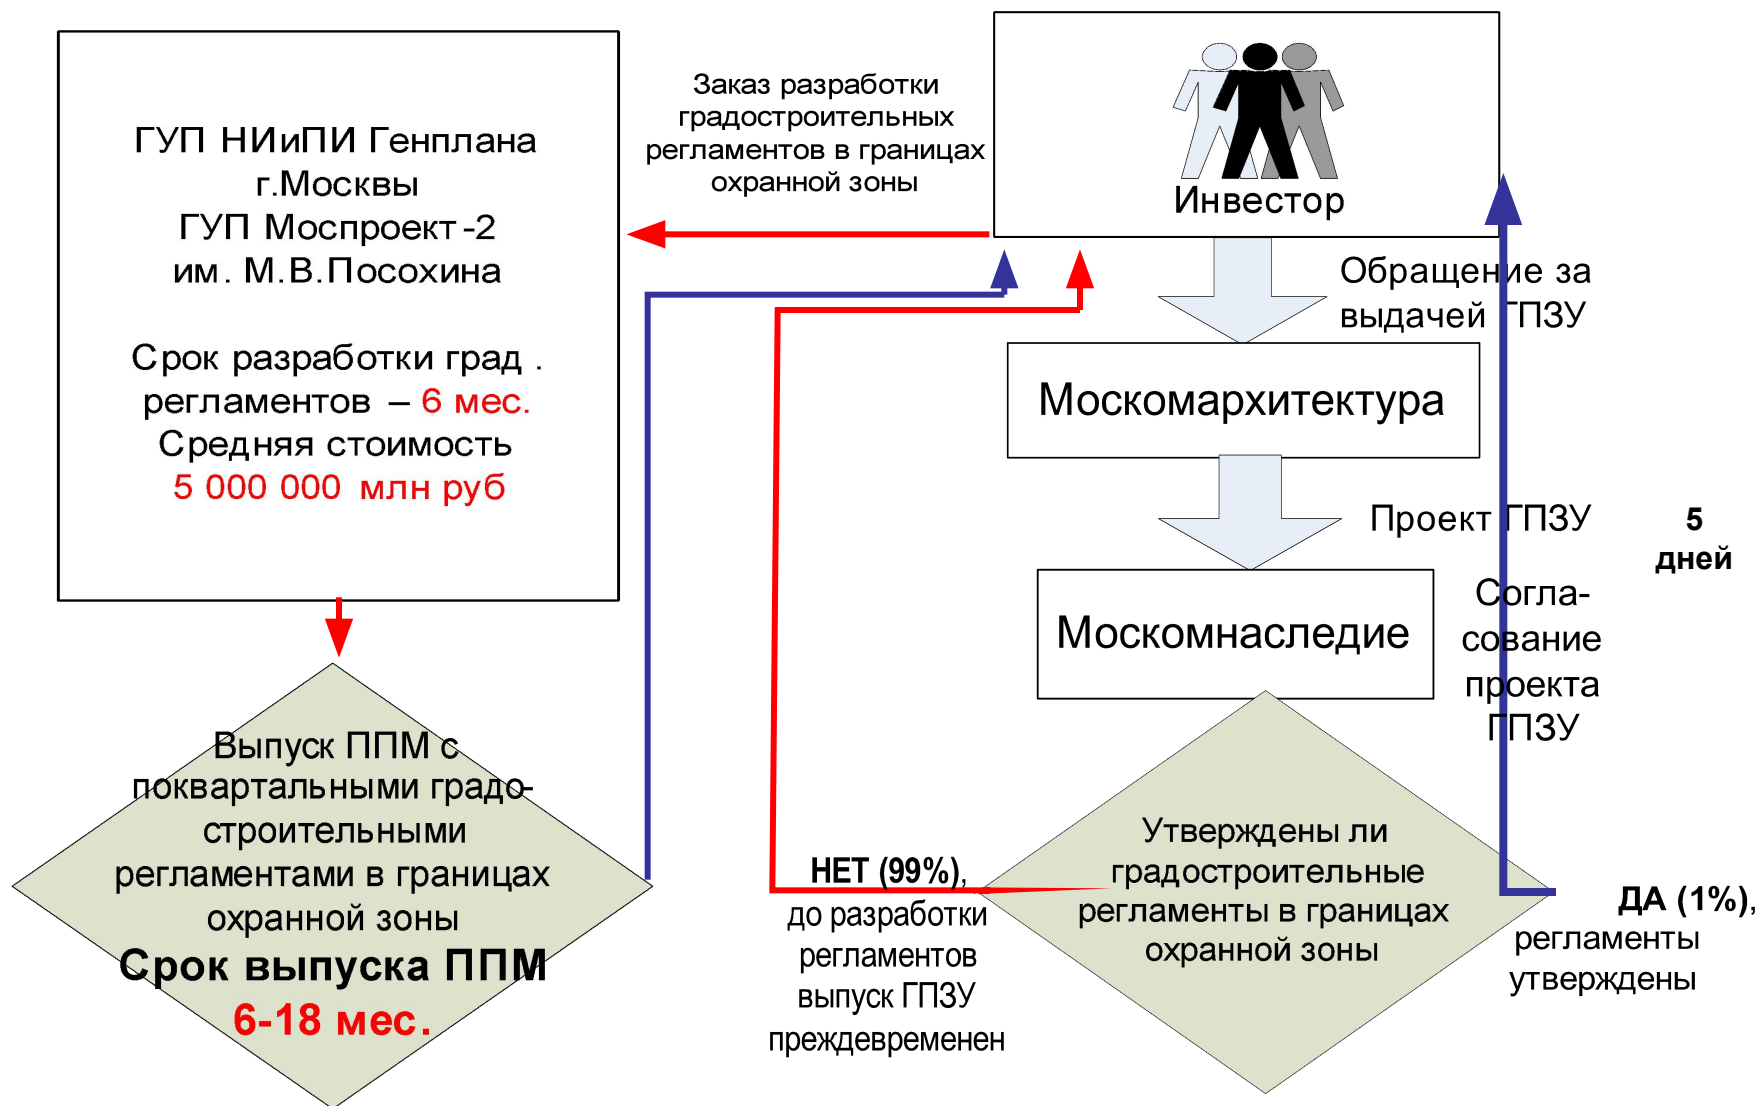 ГУП НИиПИ Генплана
г.Москвы
ГУП Моспроект-2
им. М.В.Посохина
Срок разработки град .
регламентов – 6 мес.
Средняя стоимость
5 000 000 млн руб
Заказ разработки
градостроительных
регламентов в границах
охранной зоны
Инвестор
Обращение за
выдачей ГПЗУ
Москомархитектура
Проект ГПЗУ
5
дней
Москомнаследие
Согла-
сование
проекта
ГПЗУ
Выпуск ППМ с
поквартальными градо-
строительными
регламентами в границах
охранной зоны
Срок выпуска ППМ
6-18 мес.
НЕТ (99%),
до разработки
регламентов
выпуск ГПЗУ
преждевременен
Утверждены ли
градостроительные
регламенты в границах
охранной зоны
ДА (1%),
регламенты
утверждены